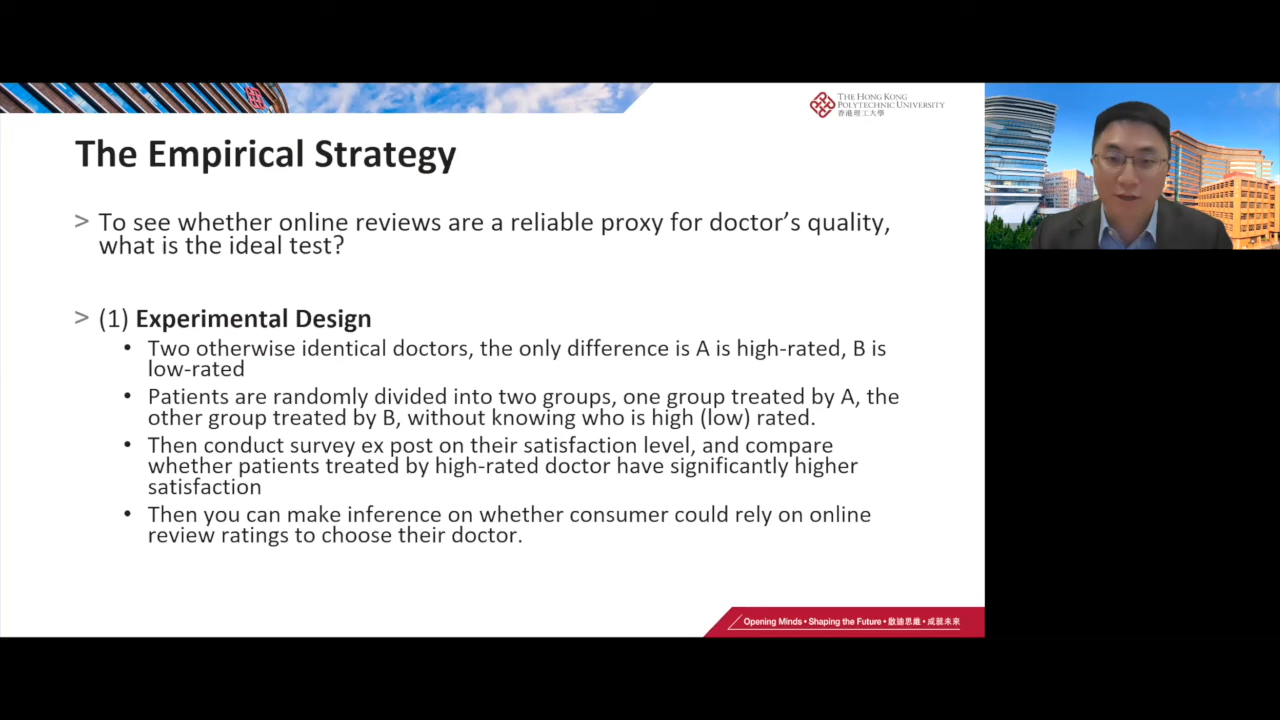 THE HONG KONG
POLYTECHNIC UNIVERSITY
香港理工大學
The Empirical Strategy
> To see whether online reviews are a reliable proxy for doctor’s quality,
what is the ideal test?
> (1) Experimental Design
• Two otherwise identical doctors, the only difference is A is high-rated, B is
low-rated
• Patients are randomly divided into two groups, one group treated by A, the
other group treated by B, without knowing who is high (low) rated.
• Then conduct survey ex post on their satisfaction level, and compare
whether patients treated by high-rated doctor have significantly higher
satisfaction
• Then you can make inference on whether consumer could rely on online
review ratings to choose their doctor.
Opening Minds • Shaping the Future • 啟迪思維 • 成就未來